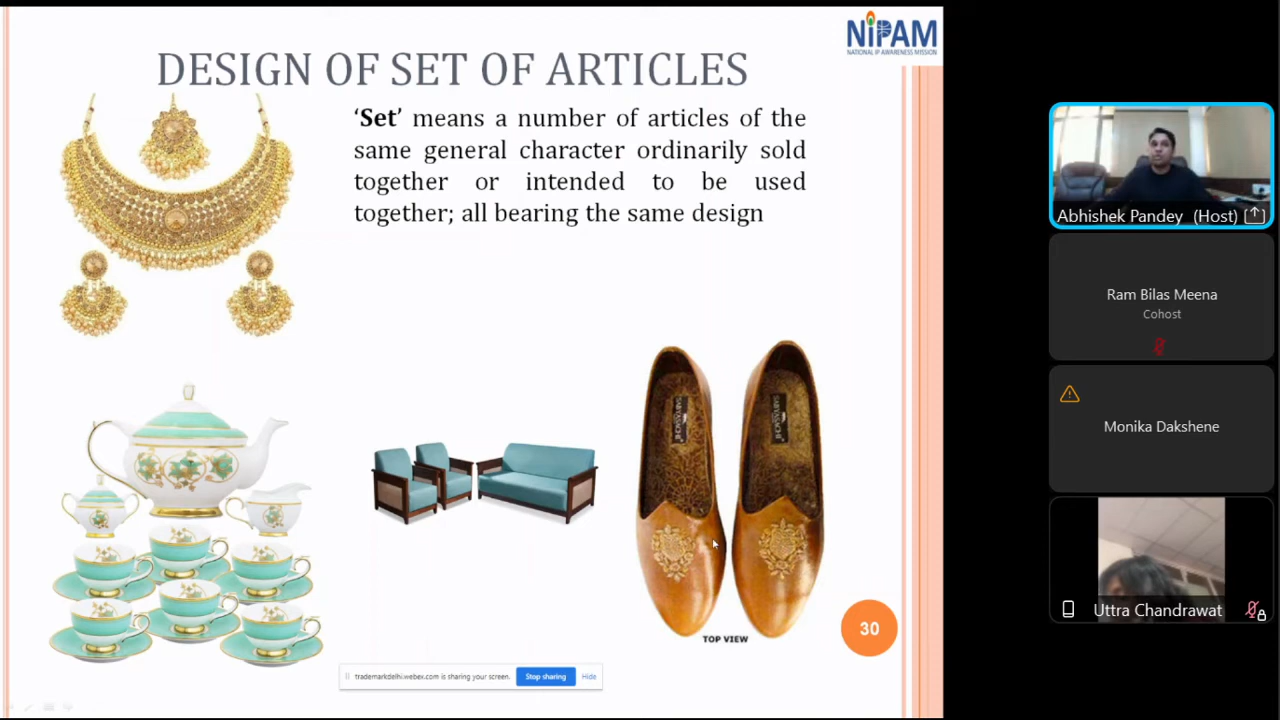 NiPAM
NATIONAL IP AWARENESS MISSION
DESIGN OF SET OF ARTICLES
‘Set’ means a number of articles of the
same general character ordinarily sold
together or intended to be used
together; all bearing the same design
SABYASACHI
SABYASACHI
TOP VIEW
30
trademarkdelhi.webex.com is sharing your screen.
Stop sharing
Hide
Abhishek Pandey (Host)
Ram Bilas Meena
Cohost
Monika Dakshene
Uttra Chandrawat